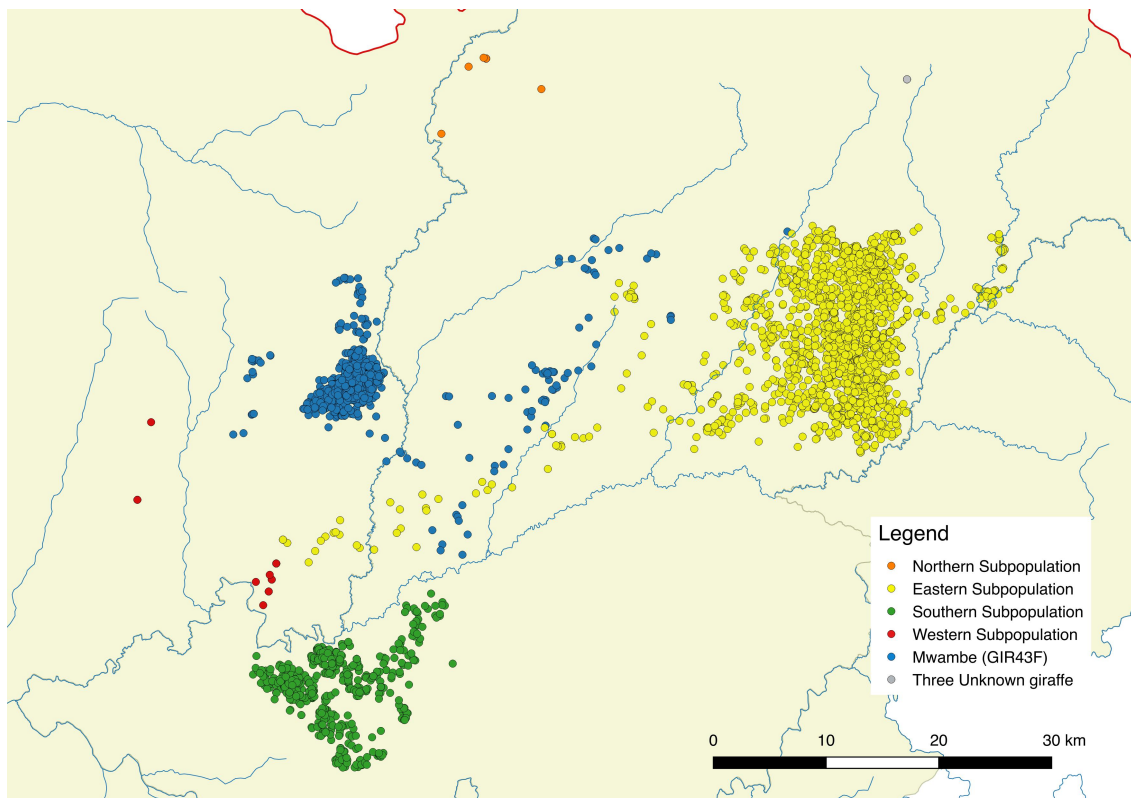 Legend
Northern Subpopulation
Eastern Subpopulation
Southern Subpopulation
Western Subpopulation
Mwambe (GIR43F)
Three Unknown giraffe
0 10 20 30 km